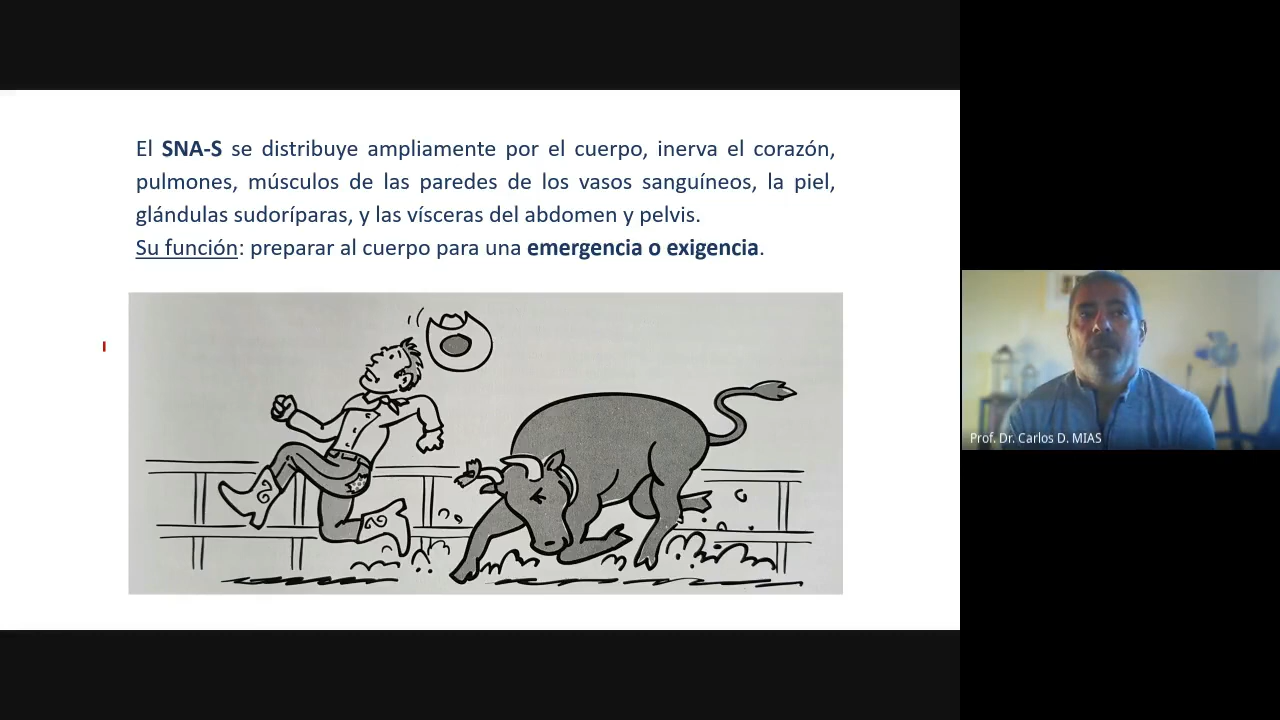 El SNA-S se distribuye ampliamente por el cuerpo, inerva el corazón,
pulmones, músculos de las paredes de los vasos sanguíneos, la piel,
glándulas sudoríparas, y las vísceras del abdomen y pelvis.
Su función: preparar al cuerpo para una emergencia o exigencia.
Prof. Dr. Carlos D. MIAS